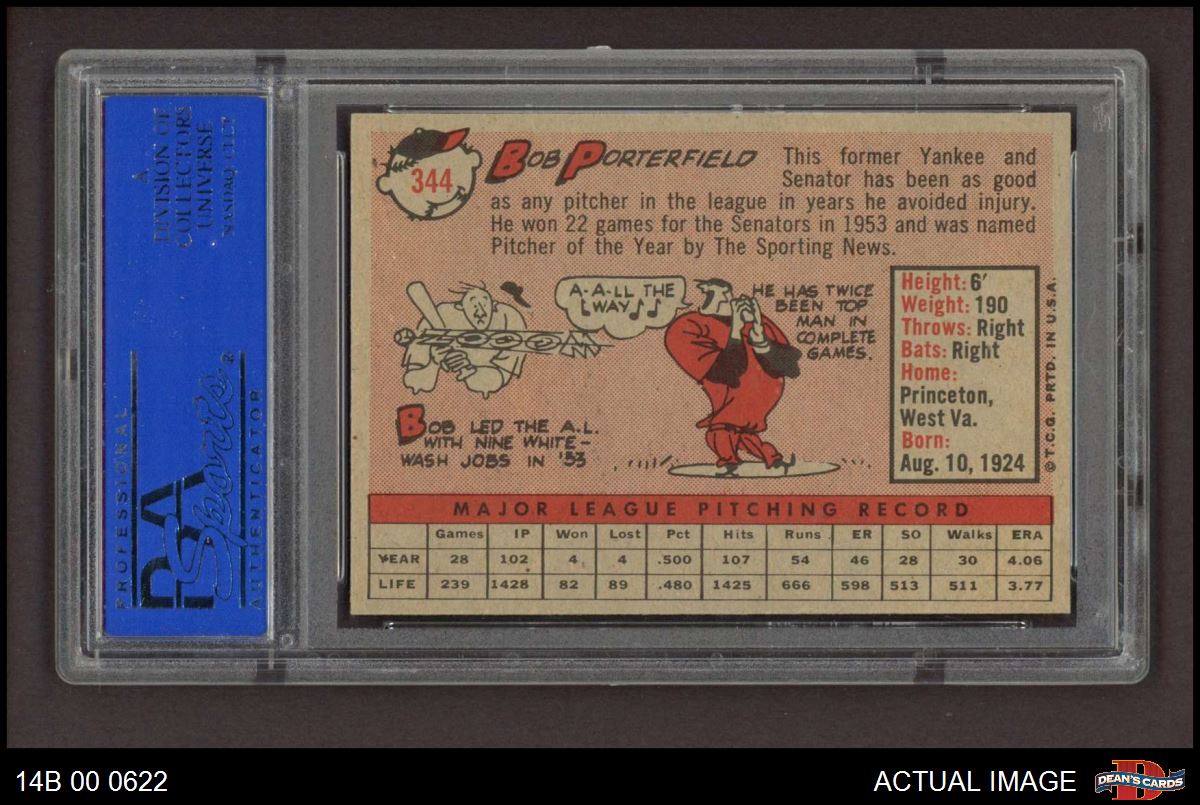 A
DIVISION OF
COLLECTORS
UNIVERSE
NASDAQ: CLCT
PROFESSIONAL
PSA
Sports
AUTHENTICATOR
344
BOB PORTERFIELD
This former Yankee and
Senator has been as good
as any pitcher in the league in years he avoided injury.
He won 22 games for the Senators in 1953 and was named
Pitcher of the Year by The Sporting News.
ZOOOM
A-A-LL THE
WAY
HE HAS TWICE
BEEN TOP
MAN IN
COMPLETE
GAMES.
BOB LED THE A.L.
WITH NINE WHITE-
WASH JOBS IN '53
Height: 6'
Weight: 190
Throws: Right
Bats: Right
Home:
Princeton,
West Va.
Born:
Aug. 10, 1924
© T.C.G. PRTD. IN U.S.A.
MAJOR LEAGUE PITCHING RECORD
Games IP Won Lost Pct Hits Runs ER SO Walks ERA
YEAR 28 102 4 4 .500 107 54 46 28 30 4.06
LIFE 239 1428 82 89 .480 1425 666 598 513 511 3.77
14B 00 0622
ACTUAL IMAGE
DEAN'S CARDS